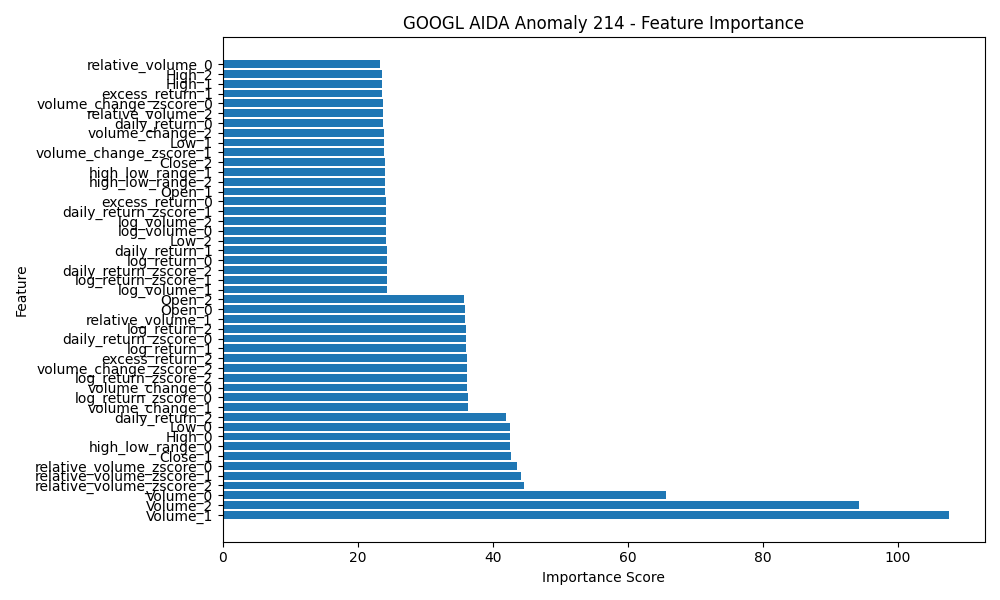 GOOGL AIDA Anomaly 214 - Feature Importance
relative_volume_0
High_2
High_1
excess_return_1
volume_change_zscore_0
relative_volume_2
daily_return_0
volume_change_2
Low_1
volume_change_zscore_1
Close_2
high_low_range_1
high_low_range_2
Open_1
excess_return_0
daily_return_zscore_1
log_volume_2
log_volume_0
Low_2
daily_return_1
log_return_0
daily_return_zscore_2
log_return_zscore_1
log_volume_1
Open_2
Open_0
relative_volume_1
log_return_2
daily_return_zscore_0
log_return_1
excess_return_2
volume_change_zscore_2
log_return_zscore_2
volume_change_0
log_return_zscore_0
volume_change_1
daily_return_2
Low_0
High_0
high_low_range_0
Close_1
relative_volume_zscore_0
relative_volume_zscore_1
relative_volume_zscore_2
Volume_0
Volume_2
Volume_1
Feature
0 20 40 60 80 100
Importance Score